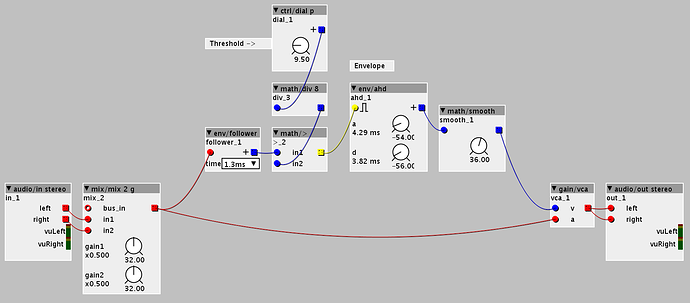 ctrl/dial p
dial_1
+
9.50
Threshold ->
Envelope
math/div 8
div_3
env/ahd
ahd_1
+
a
4.29 ms
-54.00
d
3.82 ms
-56.00
math/smooth
smooth_1
36.00
env/follower
follower_1
+
time 1.3ms
math/>
>_2
in1
in2
audio/in stereo
in_1
left
right
vuLeft
vuRight
mix/mix 2 g
mix_2
bus_in
in1
in2
gain1
x0.500
32.00
gain2
x0.500
32.00
gain/vca
vca_1
v
a
audio/out stereo
out_1
left
right
vuLeft
vuRight